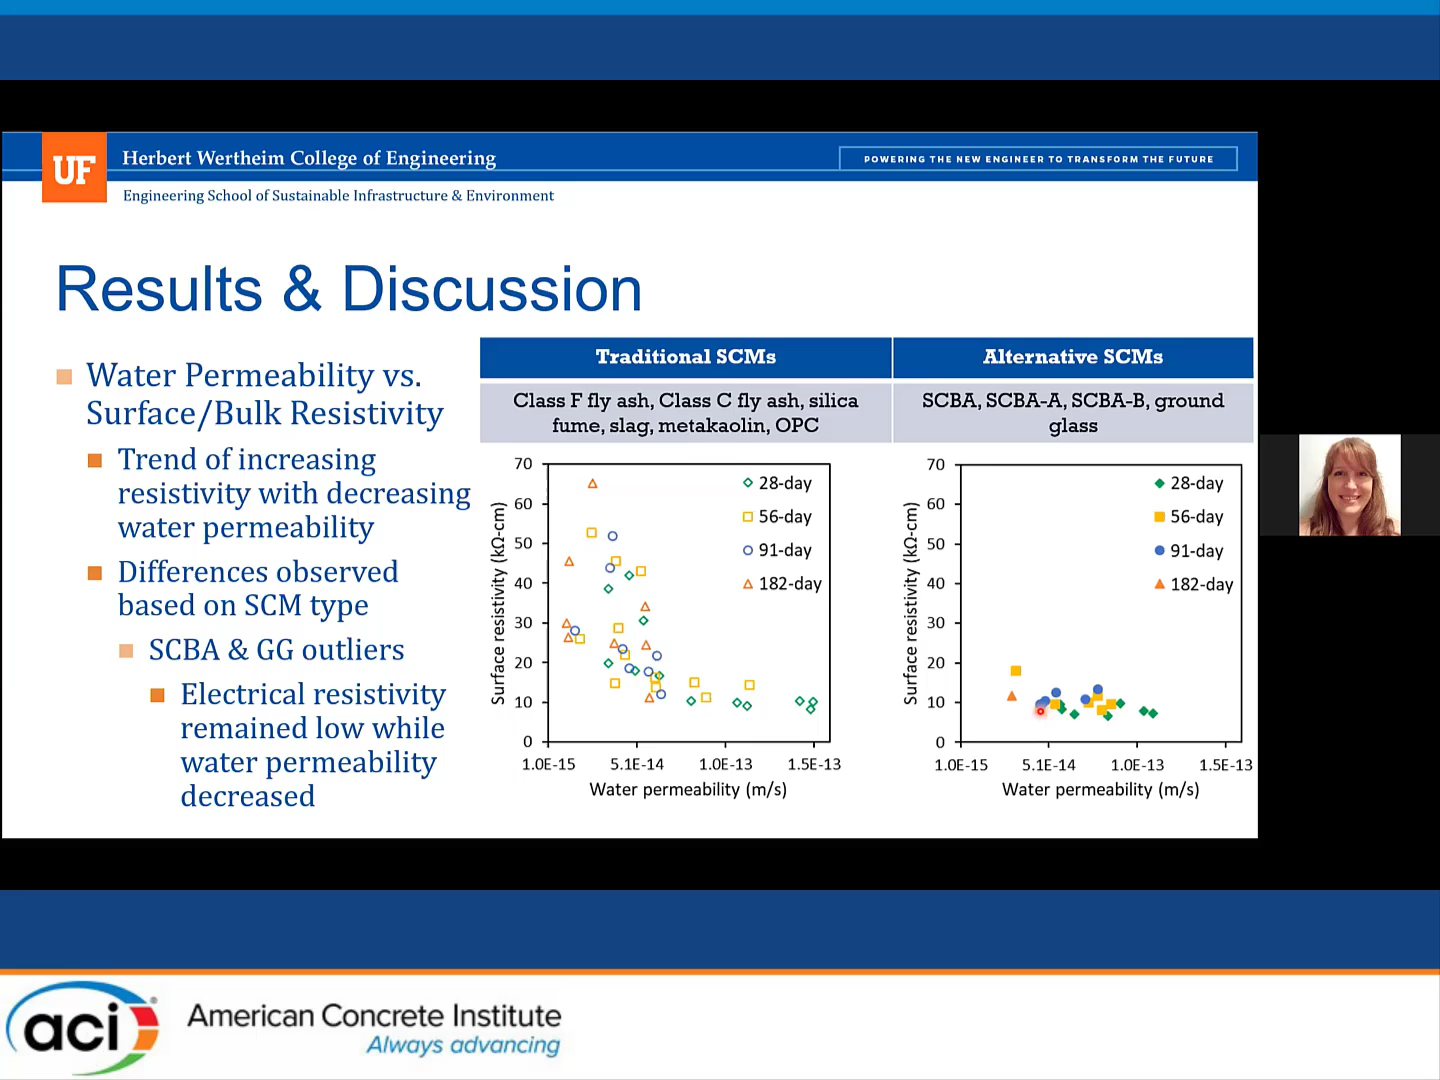 UF
Herbert Wertheim College of Engineering
POWERING THE NEW ENGINEER TO TRANSFORM THE FUTURE
Engineering School of Sustainable Infrastructure & Environment
Results & Discussion
Water Permeability vs.
Surface/Bulk Resistivity
Trend of increasing
resistivity with decreasing
water permeability
Differences observed
based on SCM type
SCBA & GG outliers
Electrical resistivity
remained low while
water permeability
decreased
Traditional SCMs
Alternative SCMs
Class F fly ash, Class C fly ash, silica
fume, slag, metakaolin, OPC
SCBA, SCBA-A, SCBA-B, ground
glass
Surface resistivity (kΩ-cm)
70
60
50
40
30
20
10
0
28-day
56-day
91-day
182-day
1.0E-15 5.1E-14 1.0E-13 1.5E-13
Water permeability (m/s)
Surface resistivity (kΩ-cm)
70
60
50
40
30
20
10
0
28-day
56-day
91-day
182-day
1.0E-15 5.1E-14 1.0E-13 1.5E-13
Water permeability (m/s)
aci
American Concrete Institute
Always advancing